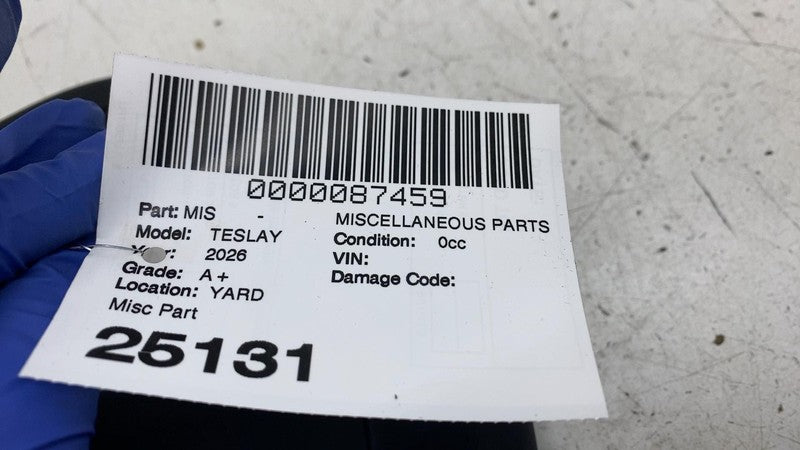 0000087459
Part: MIS - MISCELLANEOUS PARTS
Model: TESLAY Condition: 0cc
2026 VIN:
Grade: A+ Damage Code:
Location: YARD
Misc Part
25131